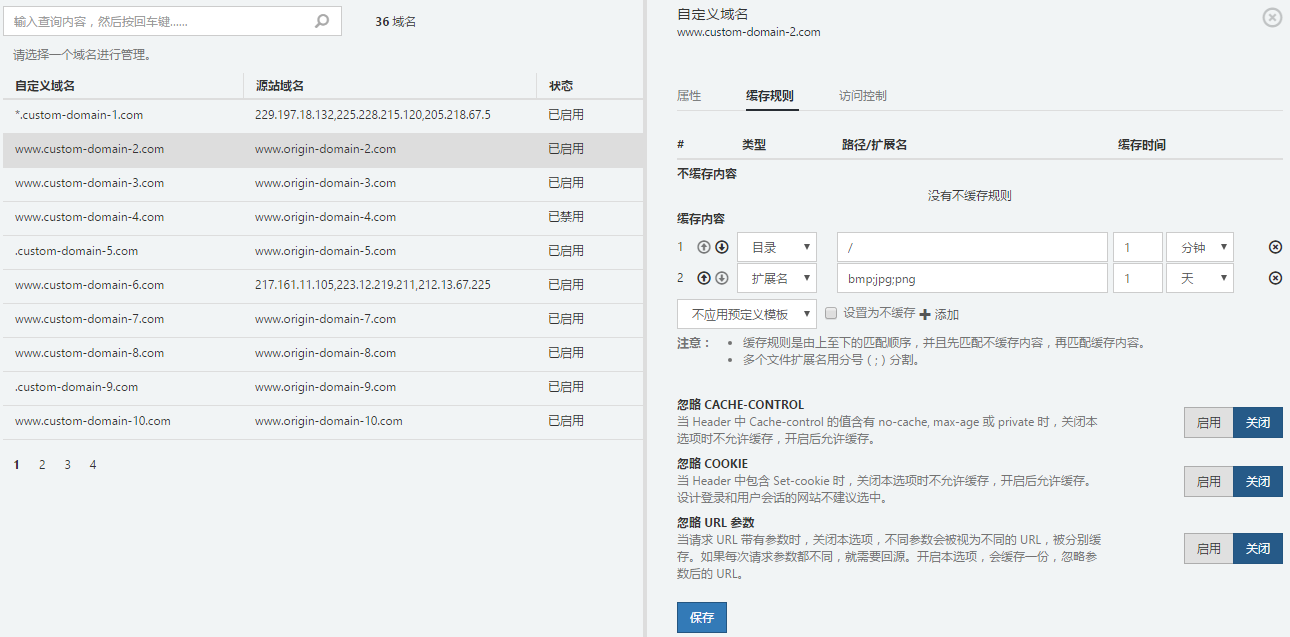 输入查询内容，然后按回车键......
36 域名
请选择一个域名进行管理。
自定义域名 源站域名 状态
*.custom-domain-1.com 229.197.18.132,225.228.215.120,205.218.67.5 已启用
www.custom-domain-2.com www.origin-domain-2.com 已启用
www.custom-domain-3.com www.origin-domain-3.com 已启用
www.custom-domain-4.com www.origin-domain-4.com 已禁用
.custom-domain-5.com www.origin-domain-5.com 已启用
www.custom-domain-6.com 217.161.11.105,223.12.219.211,212.13.67.225 已启用
www.custom-domain-7.com www.origin-domain-7.com 已启用
www.custom-domain-8.com www.origin-domain-8.com 已启用
.custom-domain-9.com www.origin-domain-9.com 已启用
www.custom-domain-10.com www.origin-domain-10.com 已启用
1 2 3 4
自定义域名
www.custom-domain-2.com
属性 缓存规则 访问控制
# 类型 路径/扩展名 缓存时间
不缓存内容
没有不缓存规则
缓存内容
1 目录 / 1 分钟
2 扩展名 bmp;jpg;png 1 天
不应用预定义模板 设置为不缓存 添加
注意： • 缓存规则是由上至下的匹配顺序，并且先匹配不缓存内容，再匹配缓存内容。
• 多个文件扩展名用分号 ( ; ) 分割。
忽略 CACHE-CONTROL
当 Header 中 Cache-control 的值含有 no-cache, max-age 或 private 时，关闭本
选项时不允许缓存，开启后允许缓存。
启用 关闭
忽略 COOKIE
当 Header 中包含 Set-cookie 时，关闭本选项时不允许缓存，开启后允许缓存。
设计登录和用户会话的网站不建议选中。
启用 关闭
忽略 URL 参数
当请求 URL 带有参数时，关闭本选项，不同参数会被视为不同的 URL，被分别缓
存。如果每次请求参数都不同，就需要回源。开启本选项，会缓存一份，忽略参
数后的 URL。
启用 关闭
保存